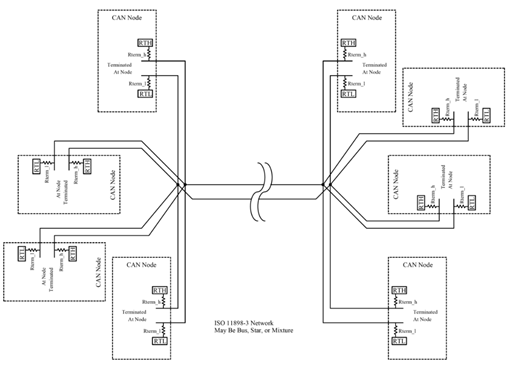 CAN Node
RTH
Rterm_h
Terminated
At Node
Rterm_l
RTL
CAN Node
RTH
Rterm_h
Terminated
At Node
Rterm_l
RTL
CAN Node
RTH
Rterm_h
Terminated
At Node
Rterm_l
RTL
RTL
Rterm_l
At Node
Terminated
Rterm_h
RTH
CAN Node
CAN Node
RTH
Rterm_h
Terminated
At Node
Rterm_l
RTL
RTL
Rterm_l
At Node
Terminated
Rterm_h
RTH
CAN Node
CAN Node
RTH
Rterm_h
Terminated
At Node
Rterm_l
RTL
CAN Node
RTH
Rterm_h
Terminated
At Node
Rterm_l
RTL
ISO 11898-3 Network
May Be Bus, Star, or Mixture